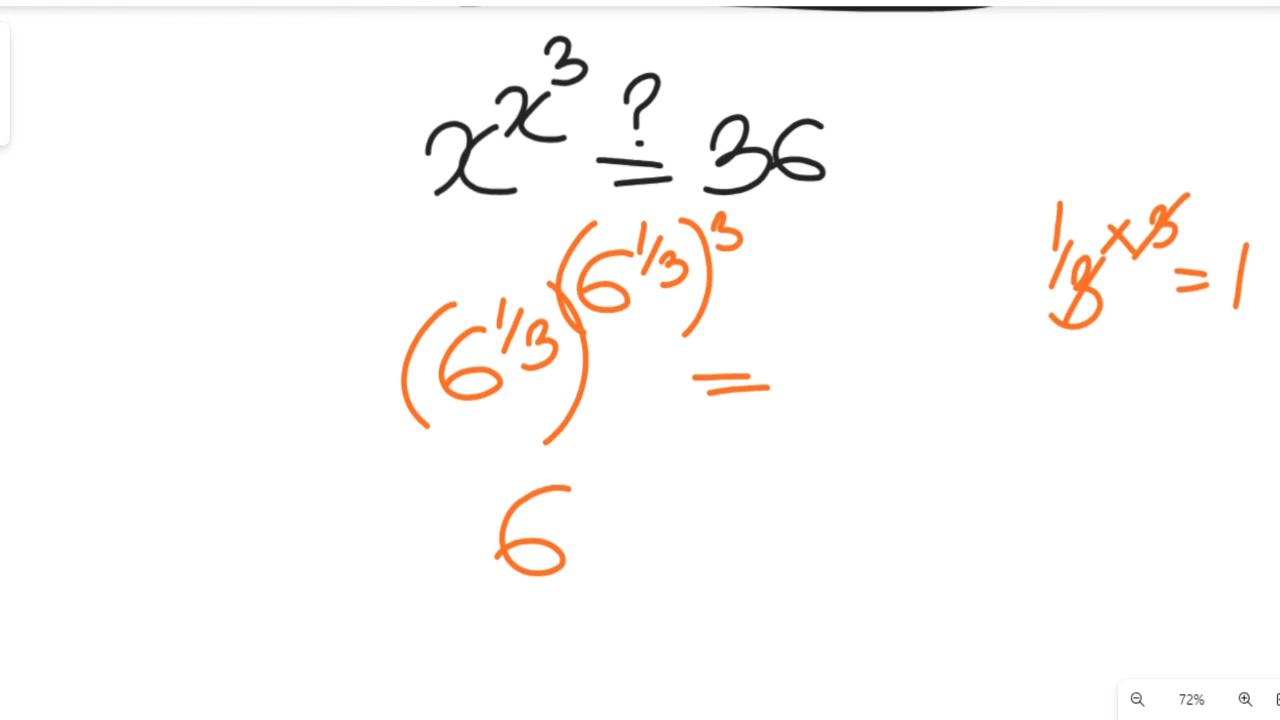 x^x^3 ?= 36
(6^1/3)^(6^1/3)^3 =
1/3 × 3 = 1
6
72%